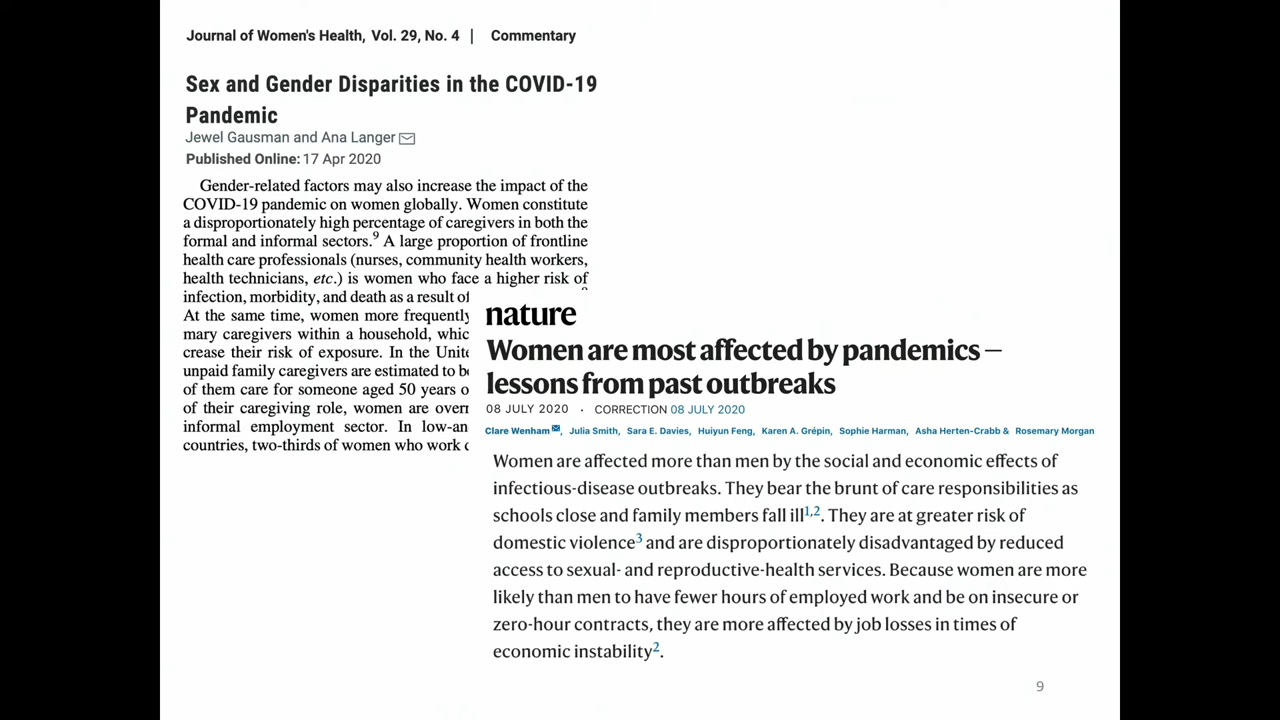 Journal of Women's Health, Vol. 29, No. 4 | Commentary
Sex and Gender Disparities in the COVID-19
Pandemic
Jewel Gausman and Ana Langer
Published Online: 17 Apr 2020
Gender-related factors may also increase the impact of the
COVID-19 pandemic on women globally. Women constitute
a disproportionately high percentage of caregivers in both the
formal and informal sectors.9 A large proportion of frontline
health care professionals (nurses, community health workers,
health technicians, etc.) is women who face a higher risk of
infection, morbidity, and death as a result of
At the same time, women more frequently
mary caregivers within a household,
crease their risk of exposure. In the
unpaid family caregivers are estimated to
of them care for someone aged 50 years
of their caregiving role, women are
informal employment sector. In
countries, two-thirds of women who work
nature
Women are most affected by pandemics —
lessons from past outbreaks
08 JULY 2020 · CORRECTION 08 JULY 2020
Clare Wenham, Julia Smith, Sara E. Davies, Huiyun Feng, Karen A. Grépin, Sophie Harman, Asha Herten-Crabb & Rosemary Morgan
Women are affected more than men by the social and economic effects of
infectious-disease outbreaks. They bear the brunt of care responsibilities as
schools close and family members fall ill1,2. They are at greater risk of
domestic violence3 and are disproportionately disadvantaged by reduced
access to sexual- and reproductive-health services. Because women are more
likely than men to have fewer hours of employed work and be on insecure or
zero-hour contracts, they are more affected by job losses in times of
economic instability2.
9